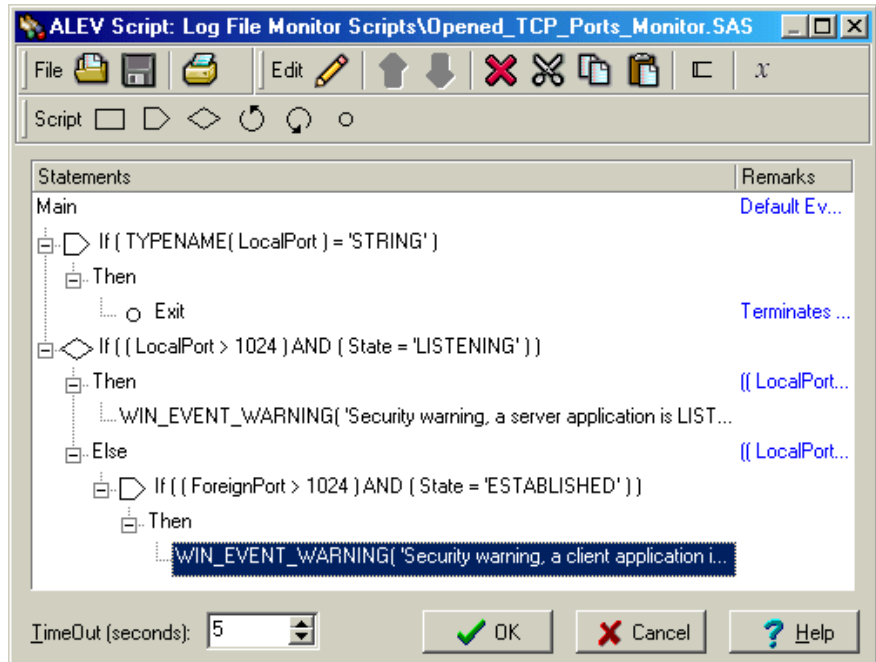 ALEV Script: Log File Monitor Scripts\Opened_TCP_Ports_Monitor.SAS
File Edit x
Script
Statements Remarks
Main Default Ev...
If ( TYPENAME( LocalPort ) = 'STRING' )
Then
Exit Terminates ...
If ( ( LocalPort > 1024 ) AND ( State = 'LISTENING' ) )
Then (( LocalPort...
WIN_EVENT_WARNING( 'Security warning, a server application is LIST...
Else (( LocalPort...
If ( ( ForeignPort > 1024 ) AND ( State = 'ESTABLISHED' ) )
Then
WIN_EVENT_WARNING( 'Security warning, a client application i...
TimeOut (seconds): 5 OK Cancel Help